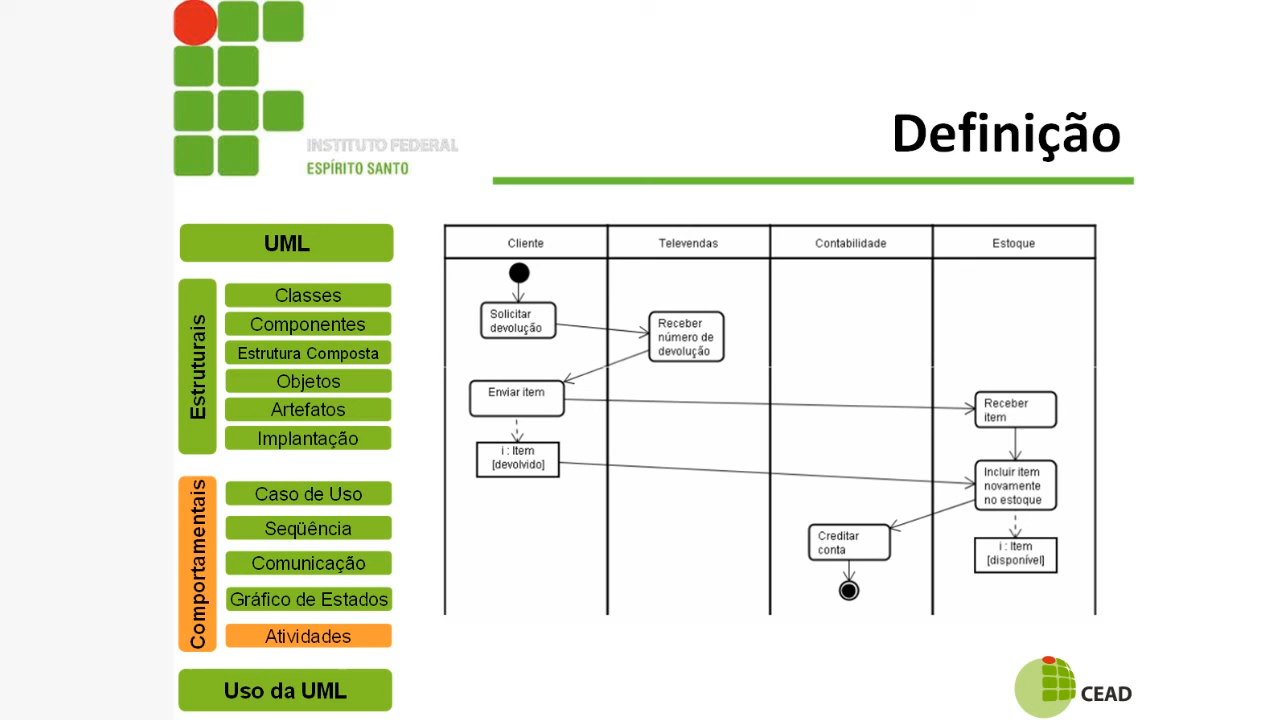 INSTITUTO FEDERAL
ESPÍRITO SANTO
Definição
UML
Estruturais
Classes
Componentes
Estrutura Composta
Objetos
Artefatos
Implantação
Comportamentais
Caso de Uso
Seqüência
Comunicação
Gráfico de Estados
Atividades
Uso da UML
Cliente
Televendas
Contabilidade
Estoque
Solicitar
devolução
Receber
número de
devolução
Enviar item
Receber
item
i : Item
[devolvido]
Incluir item
novamente
no estoque
Creditar
conta
i : Item
[disponível]
CEAD